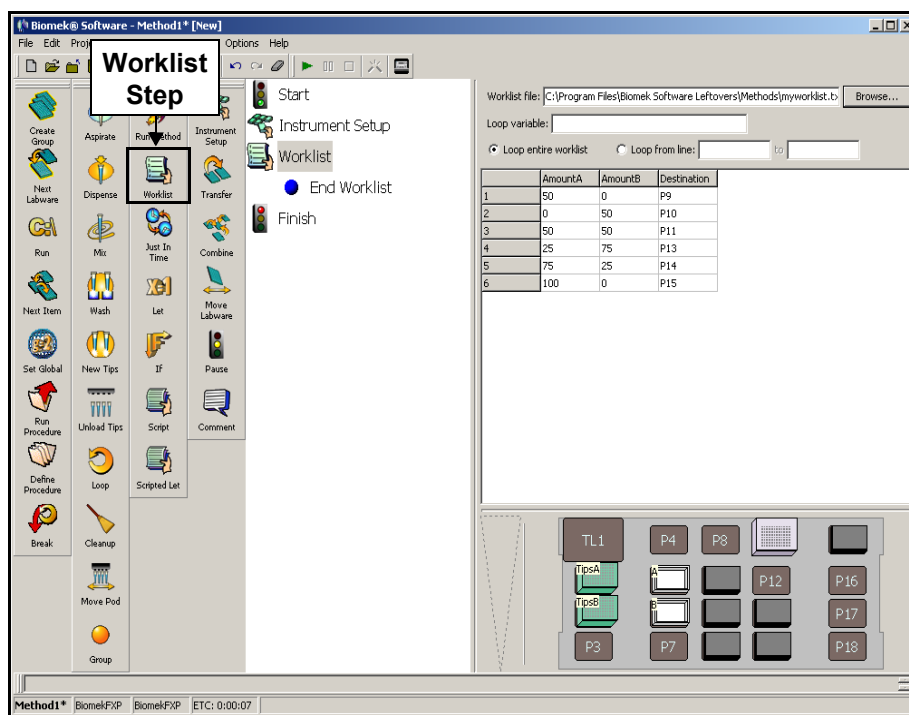 Biomek® Software - Method1* [New]
File Edit Proj Options Help
Worklist
Step
Create
Group
Aspirate
Run Method
Instrument
Setup
Next
Labware
Dispense
Worklist
Transfer
Run
Mix
Just In
Time
Combine
Next Item
Wash
Let
Move
Labware
Set Global
New Tips
If
Pause
Run
Procedure
Unload Tips
Script
Comment
Define
Procedure
Loop
Scripted Let
Break
Cleanup
Move Pod
Group
Start
Instrument Setup
Worklist
End Worklist
Finish
Worklist file: C:\Program Files\Biomek Software Leftovers\Methods\myworklist.t Browse...
Loop variable:
Loop entire worklist Loop from line: to
AmountA AmountB Destination
1 50 0 P9
2 0 50 P10
3 50 50 P11
4 25 75 P13
5 75 25 P14
6 100 0 P15
TL1 P4 P8
TipsA A P12 P16
TipsB B P17
P3 P7 P18
Method1* BiomekFXP BiomekFXP ETC: 0:00:07